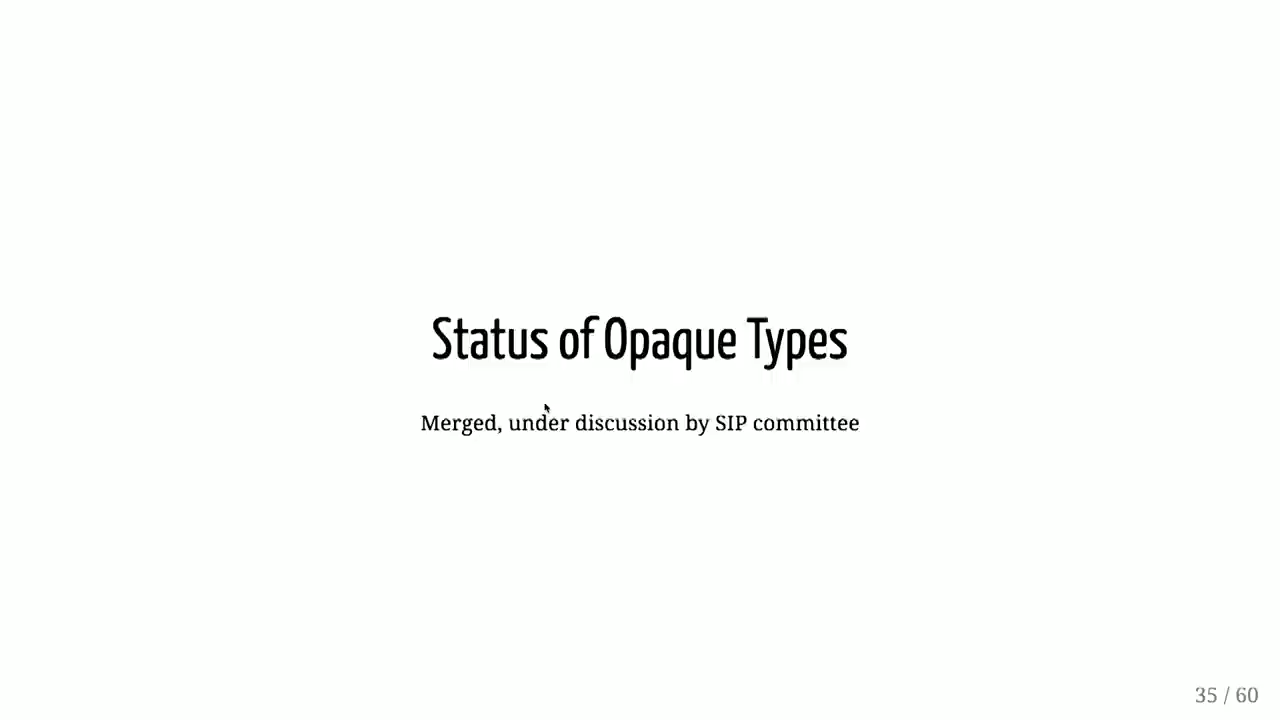 Status of Opaque Types
Merged, under discussion by SIP committee
35 / 60